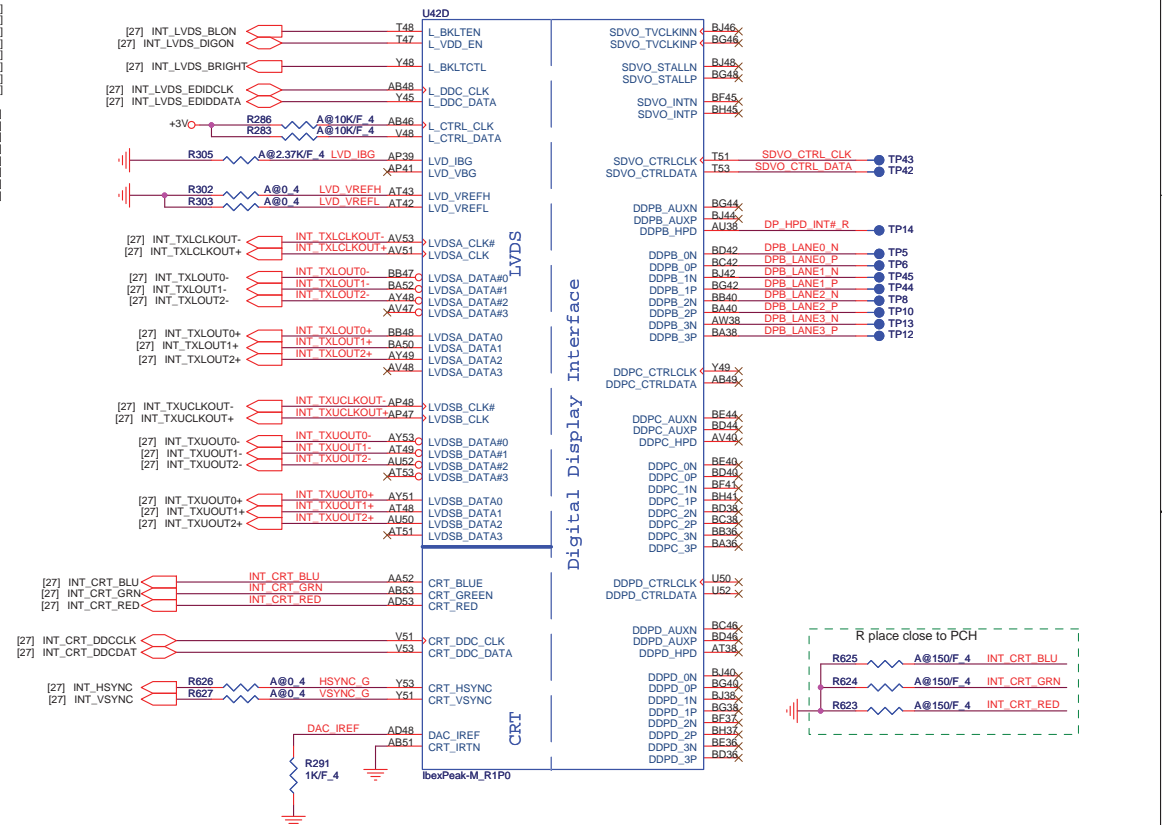 U42D
[27] INT_LVDS_BLON T48 L_BKLTEN
[27] INT_LVDS_DIGON T47 L_VDD_EN
[27] INT_LVDS_BRIGHT Y48 L_BKLTCTL
[27] INT_LVDS_EDIDCLK AB48 L_DDC_CLK
[27] INT_LVDS_EDIDDATA Y45 L_DDC_DATA
+3V R286 A@10K/F_4 AB46 L_CTRL_CLK
R283 A@10K/F_4 V48 L_CTRL_DATA
R305 A@2.37K/F_4 LVD_IBG AP39 LVD_IBG
AP41 LVD_VBG
R302 A@0_4 LVD_VREFH AT43 LVD_VREFH
R303 A@0_4 LVD_VREFL AT42 LVD_VREFL
[27] INT_TXLCLKOUT- INT_TXLCLKOUT- AV53 LVDSA_CLK#
[27] INT_TXLCLKOUT+ INT_TXLCLKOUT+ AV51 LVDSA_CLK
[27] INT_TXLOUT0- INT_TXLOUT0- BB47 LVDSA_DATA#0
[27] INT_TXLOUT1- INT_TXLOUT1- BA52 LVDSA_DATA#1
[27] INT_TXLOUT2- INT_TXLOUT2- AY48 LVDSA_DATA#2
AV47 LVDSA_DATA#3
[27] INT_TXLOUT0+ INT_TXLOUT0+ BB48 LVDSA_DATA0
[27] INT_TXLOUT1+ INT_TXLOUT1+ BA50 LVDSA_DATA1
[27] INT_TXLOUT2+ INT_TXLOUT2+ AY49 LVDSA_DATA2
AV48 LVDSA_DATA3
[27] INT_TXUCLKOUT- INT_TXUCLKOUT- AP48 LVDSB_CLK#
[27] INT_TXUCLKOUT+ INT_TXUCLKOUT+ AP47 LVDSB_CLK
[27] INT_TXUOUT0- INT_TXUOUT0- AY53 LVDSB_DATA#0
[27] INT_TXUOUT1- INT_TXUOUT1- AT49 LVDSB_DATA#1
[27] INT_TXUOUT2- INT_TXUOUT2- AU52 LVDSB_DATA#2
AT53 LVDSB_DATA#3
[27] INT_TXUOUT0+ INT_TXUOUT0+ AY51 LVDSB_DATA0
[27] INT_TXUOUT1+ INT_TXUOUT1+ AT48 LVDSB_DATA1
[27] INT_TXUOUT2+ INT_TXUOUT2+ AU50 LVDSB_DATA2
AT51 LVDSB_DATA3
[27] INT_CRT_BLU INT_CRT_BLU AA52 CRT_BLUE
[27] INT_CRT_GRN INT_CRT_GRN AB53 CRT_GREEN
[27] INT_CRT_RED INT_CRT_RED AD53 CRT_RED
[27] INT_CRT_DDCCLK V51 CRT_DDC_CLK
[27] INT_CRT_DDCDAT V53 CRT_DDC_DATA
[27] INT_HSYNC R626 A@0_4 HSYNC_G Y53 CRT_HSYNC
[27] INT_VSYNC R627 A@0_4 VSYNC_G Y51 CRT_VSYNC
DAC_IREF AD48 DAC_IREF
AB51 CRT_IRTN
R291
1K/F_4
IbexPeak-M_R1P0
LVDS
CRT
Digital Display Interface
SDVO_TVCLKINN BJ46
SDVO_TVCLKINP BG46
SDVO_STALLN BJ48
SDVO_STALLP BG48
SDVO_INTN BF45
SDVO_INTP BH45
SDVO_CTRLCLK T51 SDVO_CTRL_CLK TP43
SDVO_CTRLDATA T53 SDVO_CTRL_DATA TP42
DDPB_AUXN BG44
DDPB_AUXP BJ44
DDPB_HPD AU38 DP_HPD_INT#_R TP14
DDPB_0N BD42 DPB_LANE0_N TP5
DDPB_0P BC42 DPB_LANE0_P TP6
DDPB_1N BJ42 DPB_LANE1_N TP45
DDPB_1P BG42 DPB_LANE1_P TP44
DDPB_2N BB40 DPB_LANE2_N TP8
DDPB_2P BA40 DPB_LANE2_P TP10
DDPB_3N AW38 DPB_LANE3_N TP13
DDPB_3P BA38 DPB_LANE3_P TP12
DDPC_CTRLCLK Y49
DDPC_CTRLDATA AB49
DDPC_AUXN BE44
DDPC_AUXP BD44
DDPC_HPD AV40
DDPC_0N BE40
DDPC_0P BD40
DDPC_1N BF41
DDPC_1P BH41
DDPC_2N BD38
DDPC_2P BC38
DDPC_3N BB36
DDPC_3P BA36
DDPD_CTRLCLK U50
DDPD_CTRLDATA U52
DDPD_AUXN BC46
DDPD_AUXP BD46
DDPD_HPD AT38
DDPD_0N BJ40
DDPD_0P BG40
DDPD_1N BJ38
DDPD_1P BG38
DDPD_2N BF37
DDPD_2P BH37
DDPD_3N BE36
DDPD_3P BD36
R place close to PCH
R625 A@150/F_4 INT_CRT_BLU
R624 A@150/F_4 INT_CRT_GRN
R623 A@150/F_4 INT_CRT_RED